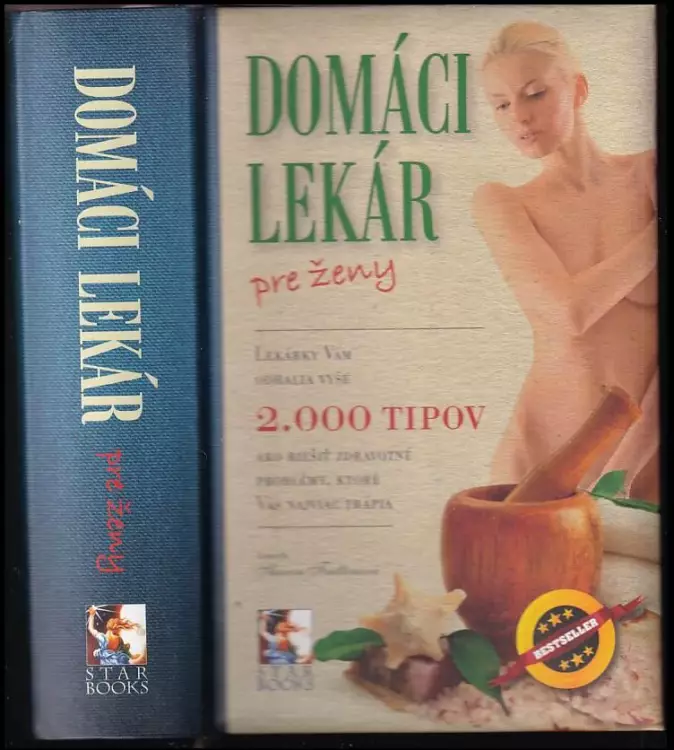 DOMÁCI LEKÁR
pre ženy
STAR
BOOKS
DOMÁCI
LEKÁR
pre ženy
LEKÁRKY VÁM
ODHALIA VYŠE
2.000 TIPOV
AKO RIEŠIŤ ZDRAVOTNÉ
PROBLÉMY, KTORÉ
VÁS NAJVIAC TRÁPIA
BESTSELLER
STAR
BOOKS